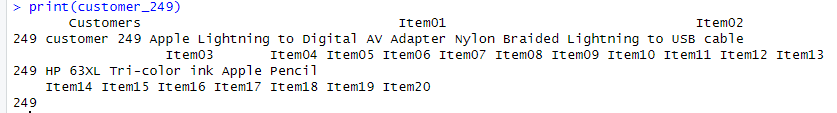 > print(customer_249)
Customers Item01 Item02
249 customer 249 Apple Lightning to Digital AV Adapter Nylon Braided Lightning to USB cable
Item03 Item04 Item05 Item06 Item07 Item08 Item09 Item10 Item11 Item12 Item13
249 HP 63XL Tri-color ink Apple Pencil
Item14 Item15 Item16 Item17 Item18 Item19 Item20
249